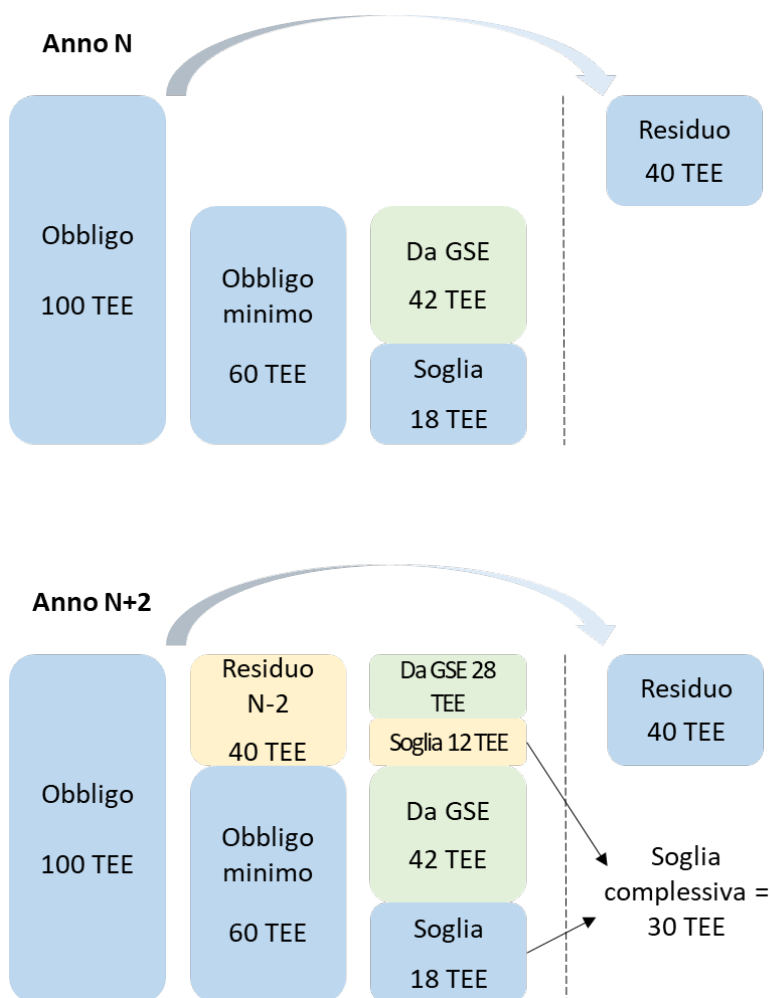 Anno N
Obbligo
100 TEE
Obbligo
minimo
60 TEE
Da GSE
42 TEE
Soglia
18 TEE
Residuo
40 TEE
Anno N+2
Obbligo
100 TEE
Residuo
N-2
40 TEE
Obbligo
minimo
60 TEE
Da GSE 28
TEE
Soglia 12 TEE
Da GSE
42 TEE
Soglia
18 TEE
Residuo
40 TEE
Soglia
complessiva =
30 TEE